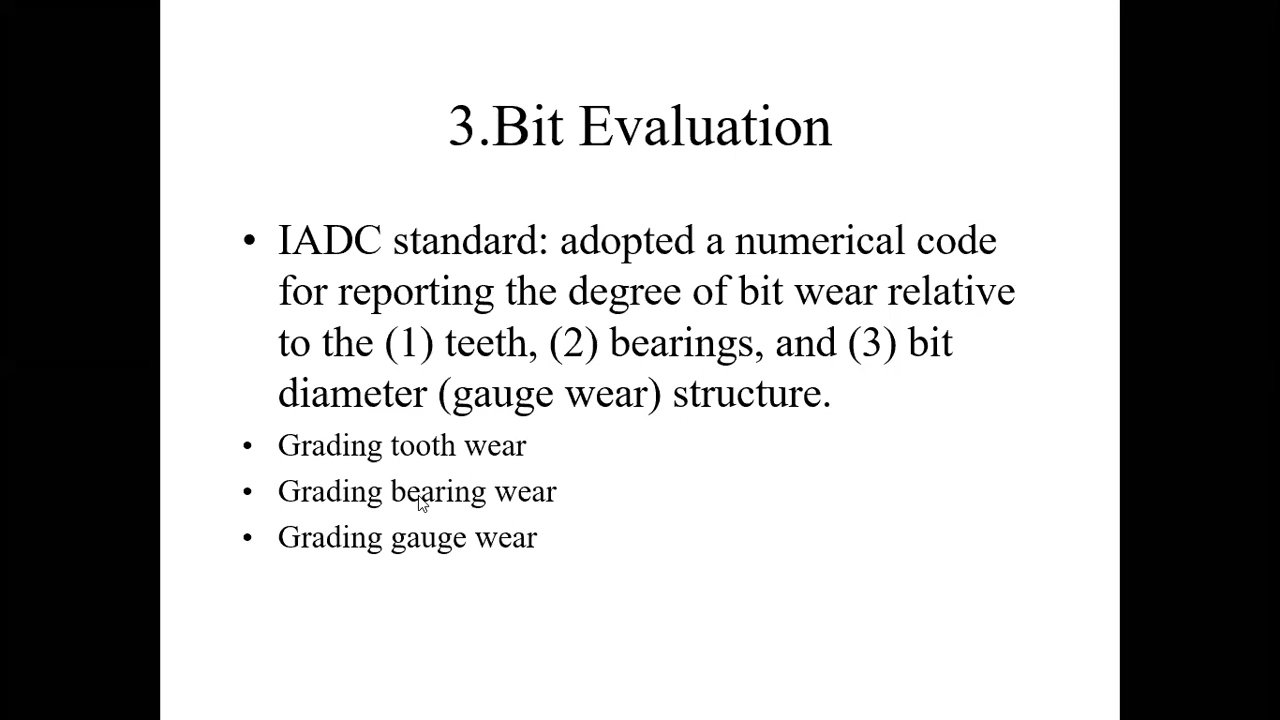 3.Bit Evaluation
• IADC standard: adopted a numerical code
for reporting the degree of bit wear relative
to the (1) teeth, (2) bearings, and (3) bit
diameter (gauge wear) structure.
• Grading tooth wear
• Grading bearing wear
• Grading gauge wear